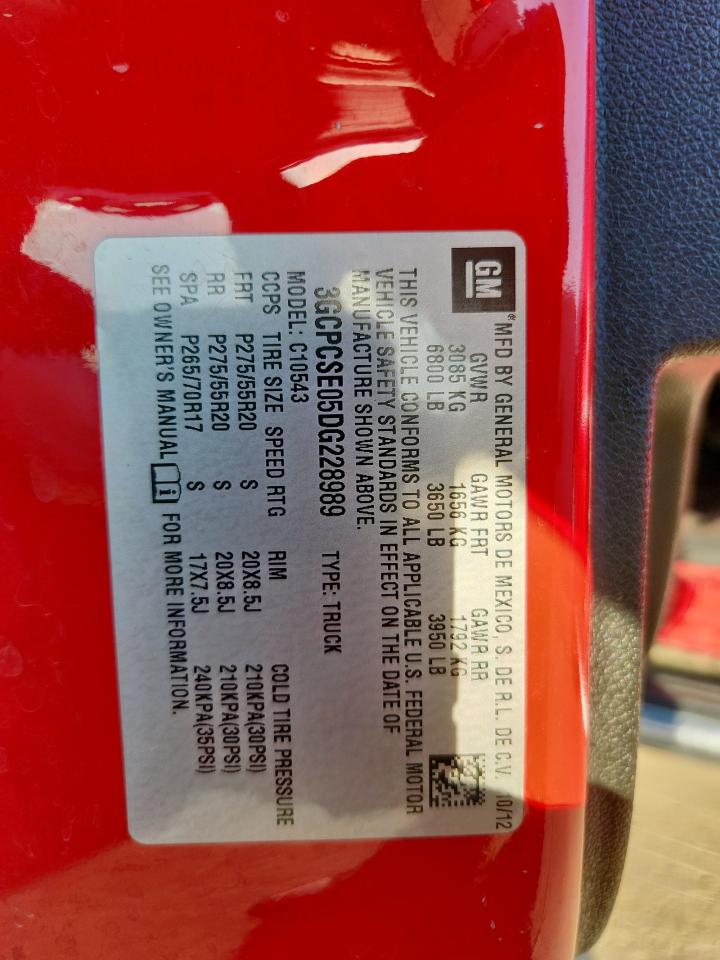 GM
®MFD BY GENERAL MOTORS DE MEXICO, S. DE R.L. DE C.V. 10/12
GVWR GAWR FRT GAWR RR
3085 KG 1656 KG 1792 KG
6800 LB 3650 LB 3950 LB
THIS VEHICLE CONFORMS TO ALL APPLICABLE U.S. FEDERAL MOTOR
VEHICLE SAFETY STANDARDS IN EFFECT ON THE DATE OF
MANUFACTURE SHOWN ABOVE.
3GCPCSE05DG228989 TYPE: TRUCK
MODEL: C10543
CCPS TIRE SIZE SPEED RTG RIM COLD TIRE PRESSURE
FRT P275/55R20 S 20X8.5J 210KPA(30PSI)
RR P275/55R20 S 20X8.5J 210KPA(30PSI)
SPA P265/70R17 S 17X7.5J 240KPA(35PSI)
SEE OWNER'S MANUAL FOR MORE INFORMATION.